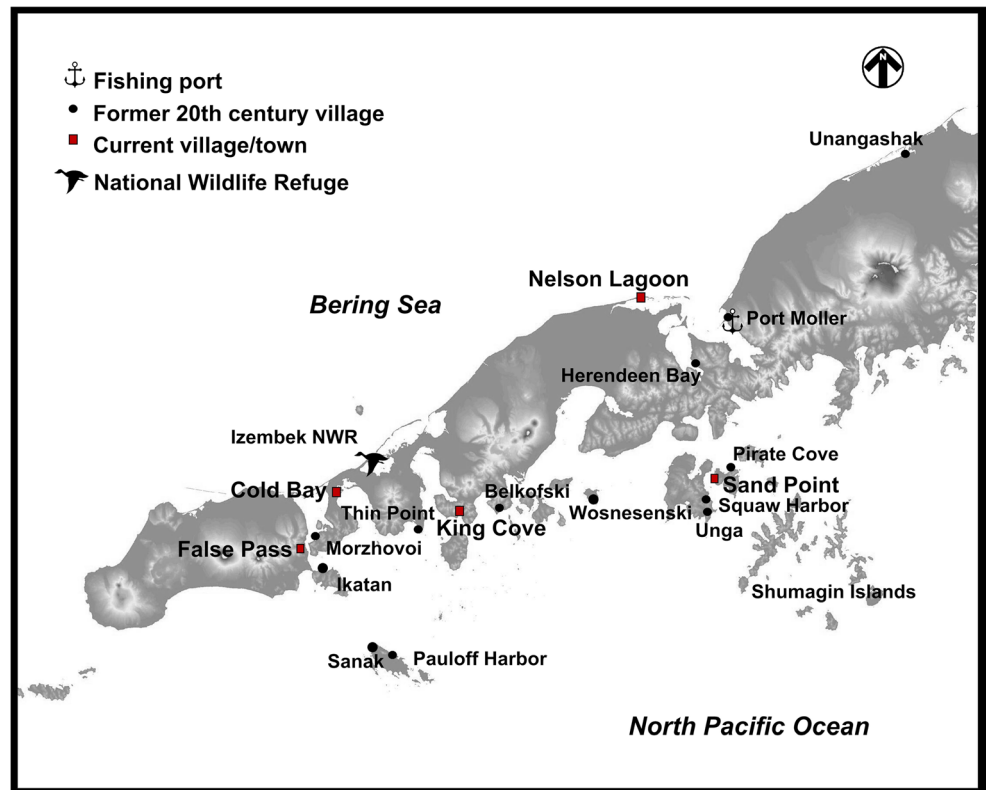 N
Fishing port
Former 20th century village
Current village/town
National Wildlife Refuge
Unangashak
Nelson Lagoon
Bering Sea
Port Moller
Herendeen Bay
Izembek NWR
Pirate Cove
Cold Bay
Sand Point
Belkofski
Squaw Harbor
Thin Point
Wosnesenski
King Cove
Unga
False Pass
Morzhovoi
Ikatan
Shumagin Islands
Sanak
Pauloff Harbor
North Pacific Ocean